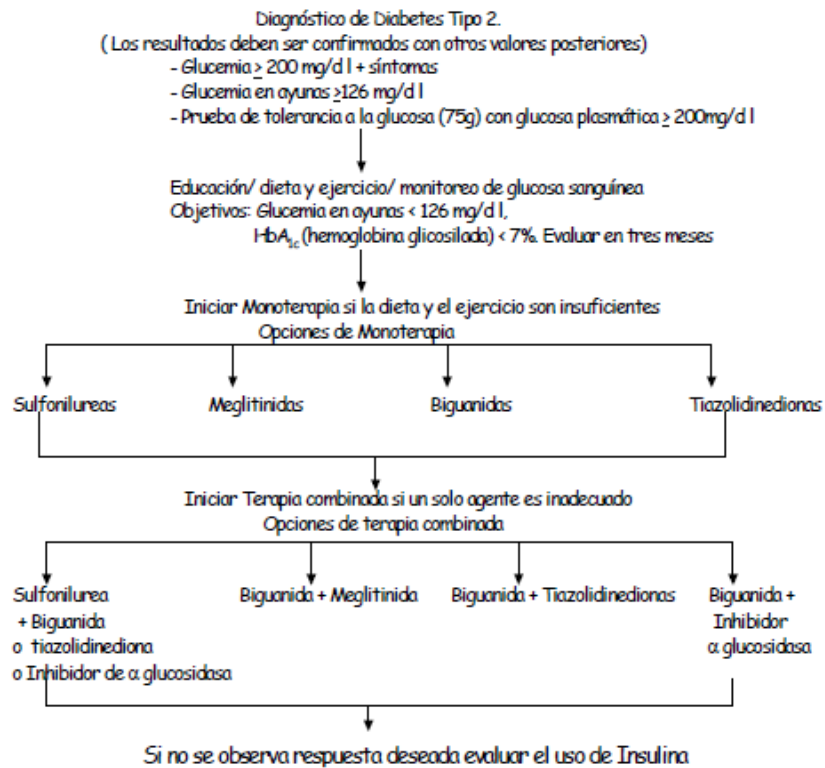 Diagnóstico de Diabetes Tipo 2.
( Los resultados deben ser confirmados con otros valores posteriores)
- Glucemia ≥ 200 mg/d l + síntomas
- Glucemia en ayunas ≥126 mg/d l
- Prueba de tolerancia a la glucosa (75g) con glucosa plasmática ≥ 200mg/d l
Educación/ dieta y ejercicio/ monitoreo de glucosa sanguínea
Objetivos: Glucemia en ayunas < 126 mg/d l,
HbA1c (hemoglobina glicosilada) < 7%. Evaluar en tres meses
Iniciar Monoterapia si la dieta y el ejercicio son insuficientes
Opciones de Monoterapia
Sulfonilureas Meglitinidas Biguanidas Tiazolidinedionas
Iniciar Terapia combinada si un solo agente es inadecuado
Opciones de terapia combinada
Sulfonilurea
+ Biguanida
o tiazolidinediona
o Inhibidor de α glucosidasa
Biguanida + Meglitinida
Biguanida + Tiazolidinedionas
Biguanida +
Inhibidor
α glucosidasa
Si no se observa respuesta deseada evaluar el uso de Insulina